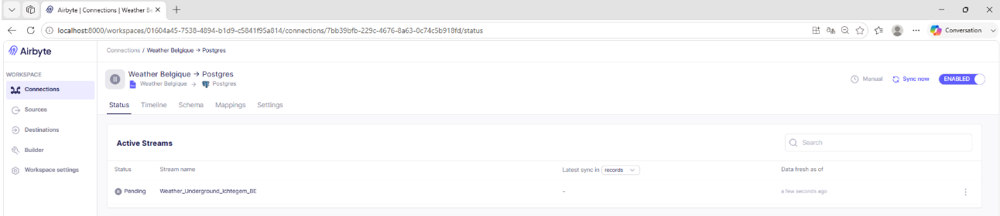 Airbyte | Connections | Weather Be
localhost:8000/workspaces/01604a45-7538-4894-b1d9-c5841f95a814/connections/7bb39bfb-229c-4676-8a63-0c74c5b918fd/status
Conversation
Airbyte
Connections / Weather Belgique → Postgres
WORKSPACE
Connections
Sources
Destinations
Builder
Workspace settings
Weather Belgique → Postgres
Weather Belgique → Postgres
Manual Sync now ENABLED
Status Timeline Schema Mappings Settings
Active Streams
Search
Status Stream name Latest sync in records Data fresh as of
Pending Weather_Underground_Ichtegem_BE - a few seconds ago